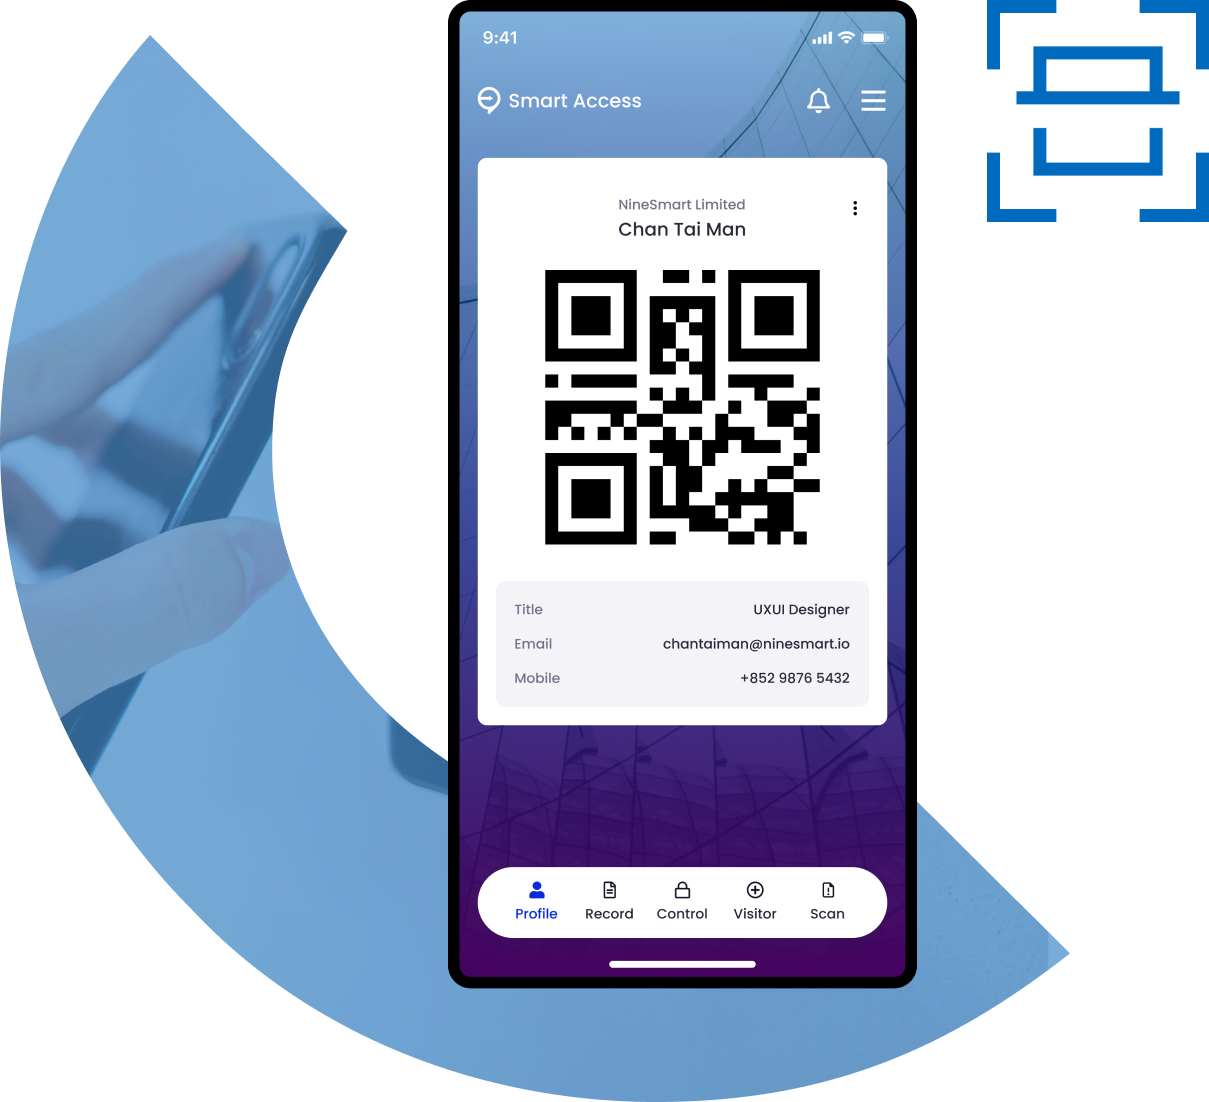 9:41
Smart Access
NineSmart Limited
Chan Tai Man
Title UXUI Designer
Email chantaiman@ninesmart.io
Mobile +852 9876 5432
Profile Record Control Visitor Scan